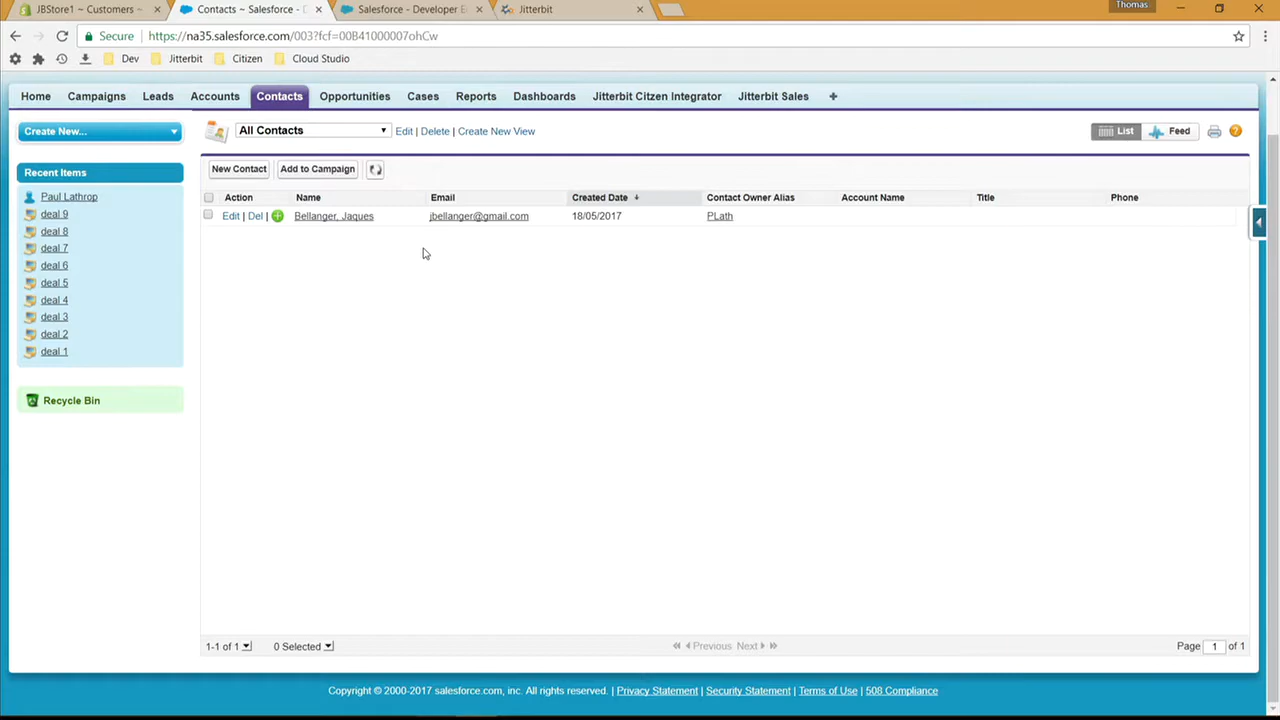 Thomas
JBStore1 ~ Customers ~
Contacts ~ Salesforce - D
Salesforce - Developer E
Jitterbit
Secure
https://na35.salesforce.com/003?fcf=00B41000007ohCw
Dev
Jitterbit
Citizen
Cloud Studio
Home
Campaigns
Leads
Accounts
Contacts
Opportunities
Cases
Reports
Dashboards
Jitterbit Citzen Integrator
Jitterbit Sales
Create New...
All Contacts
Edit | Delete | Create New View
List
Feed
Recent Items
Paul Lathrop
deal 9
deal 8
deal 7
deal 6
deal 5
deal 4
deal 3
deal 2
deal 1
Recycle Bin
New Contact
Add to Campaign
Action
Name
Email
Created Date
Contact Owner Alias
Account Name
Title
Phone
Edit | Del |
Bellanger, Jaques
jbellanger@gmail.com
18/05/2017
PLath
1-1 of 1
0 Selected
Previous
Next
Page 1 of 1
Copyright © 2000-2017 salesforce.com, inc. All rights reserved. | Privacy Statement | Security Statement | Terms of Use | 508 Compliance